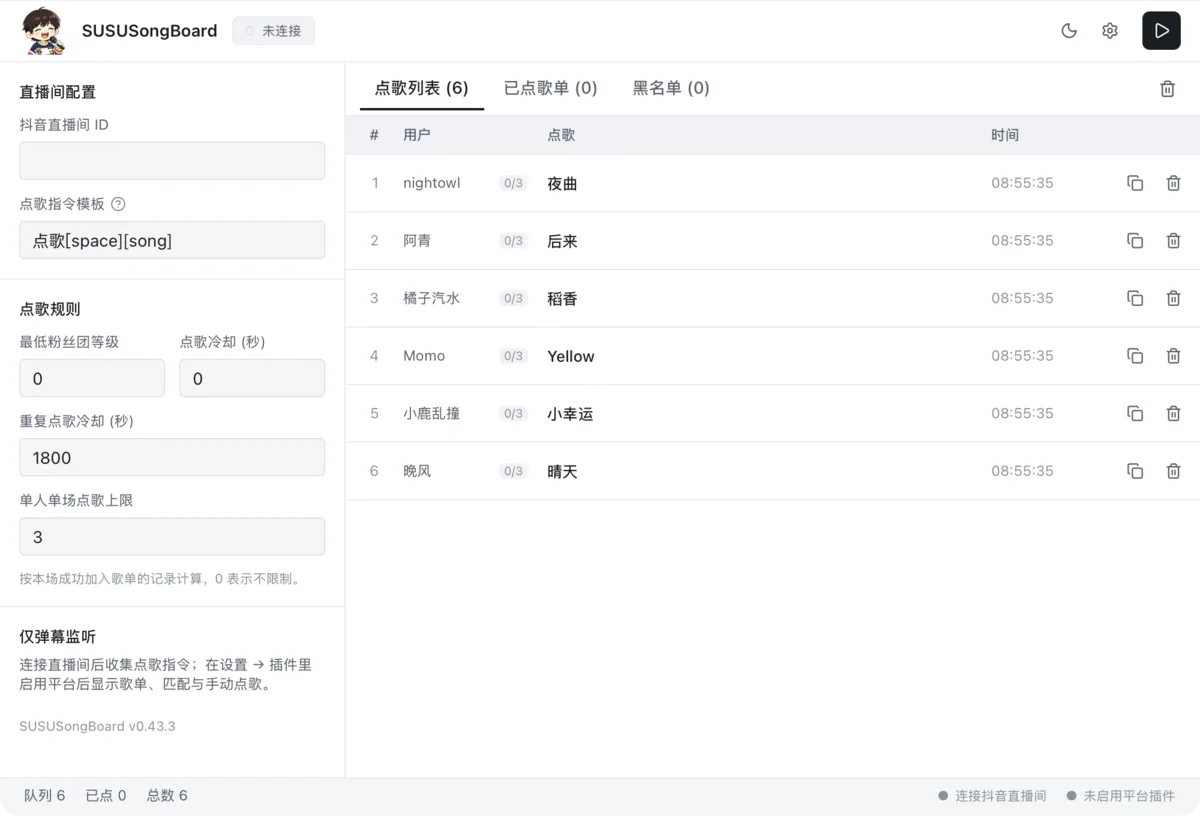 SUSUSongBoard
未连接
直播间配置
抖音直播间 ID
点歌指令模板
点歌[space][song]
点歌规则
最低粉丝团等级 点歌冷却 (秒)
0 0
重复点歌冷却 (秒)
1800
单人单场点歌上限
3
按本场成功加入歌单的记录计算，0 表示不限制。
仅弹幕监听
连接直播间后收集点歌指令；在设置 → 插件里
启用平台后显示歌单、匹配与手动点歌。
SUSUSongBoard v0.43.3
点歌列表 (6) 已点歌单 (0) 黑名单 (0)
# 用户 点歌 时间
1 nightowl 0/3 夜曲 08:55:35
2 阿青 0/3 后来 08:55:35
3 橘子汽水 0/3 稻香 08:55:35
4 Momo 0/3 Yellow 08:55:35
5 小鹿乱撞 0/3 小幸运 08:55:35
6 晚风 0/3 晴天 08:55:35
队列 6 已点 0 总数 6
连接抖音直播间 未启用平台插件